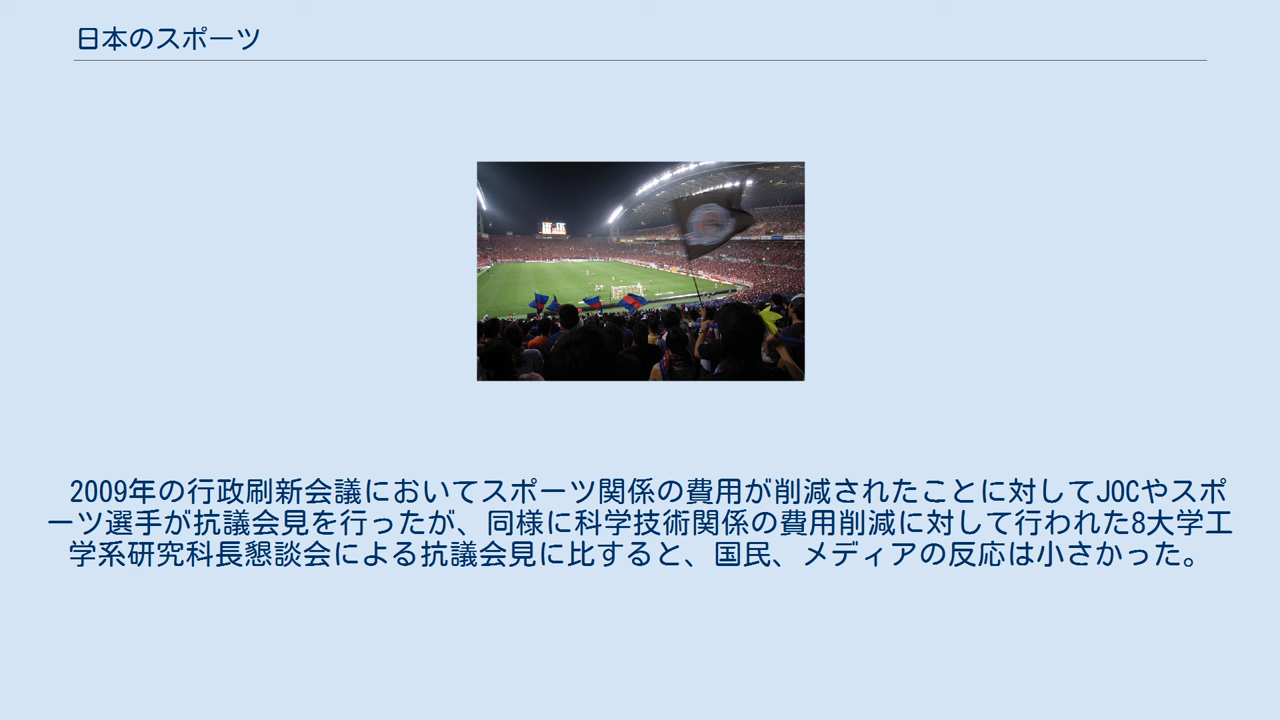 日本のスポーツ
2009年の行政刷新会議においてスポーツ関係の費用が削減されたことに対してJOCやスポ
ーツ選手が抗議会見を行ったが、同様に科学技術関係の費用削減に対して行われた8大学工
学系研究科長懇談会による抗議会見に比すると、国民、メディアの反応は小さかった。